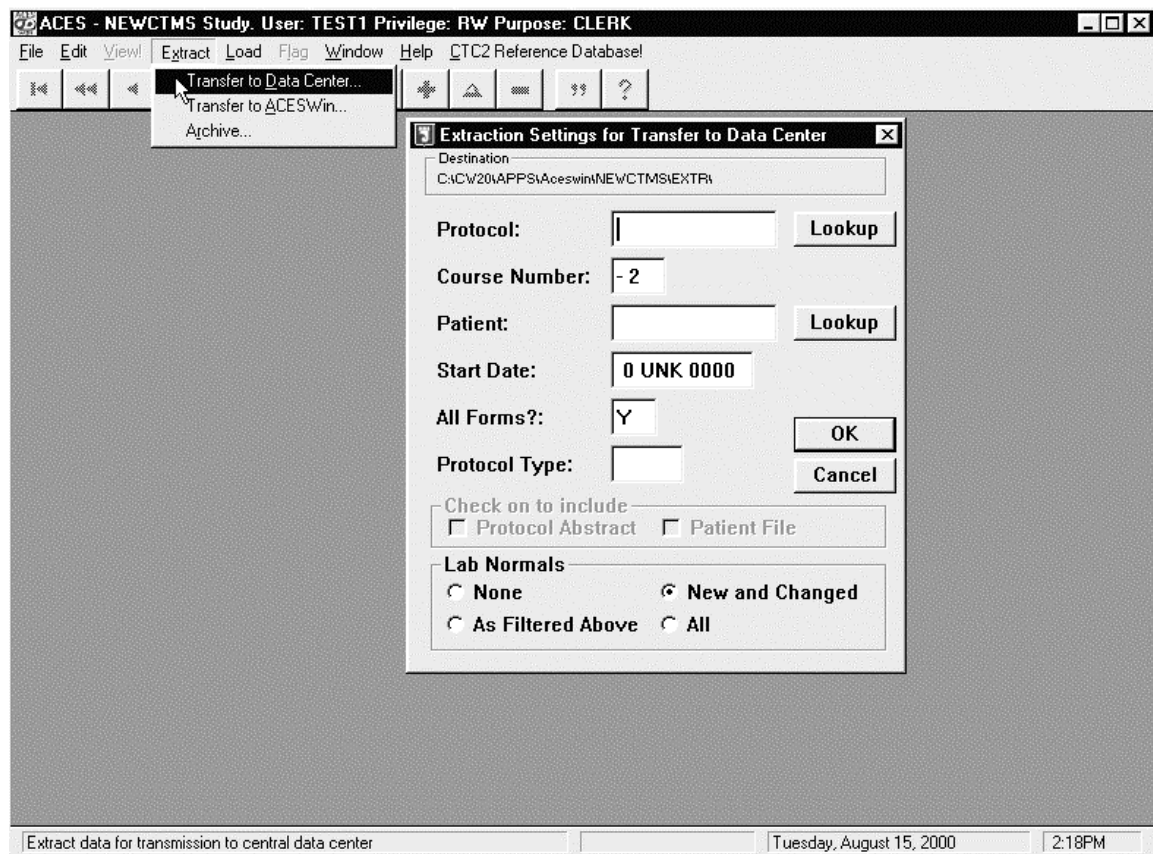 ACES - NEWCTMS Study. User: TEST1 Privilege: RW Purpose: CLERK
File Edit View! Extract Load Flag Window Help CTC2 Reference Database!
Transfer to Data Center...
Transfer to ACESWin...
Archive...
Extraction Settings for Transfer to Data Center
Destination
C:\CW20\APPS\Aceswin\NEWCTMS\EXTR\
Protocol: Lookup
Course Number: - 2
Patient: Lookup
Start Date: 0 UNK 0000
All Forms?: Y
OK
Protocol Type:
Cancel
Check on to include
Protocol Abstract Patient File
Lab Normals
None New and Changed
As Filtered Above All
Extract data for transmission to central data center Tuesday, August 15, 2000 2:18PM